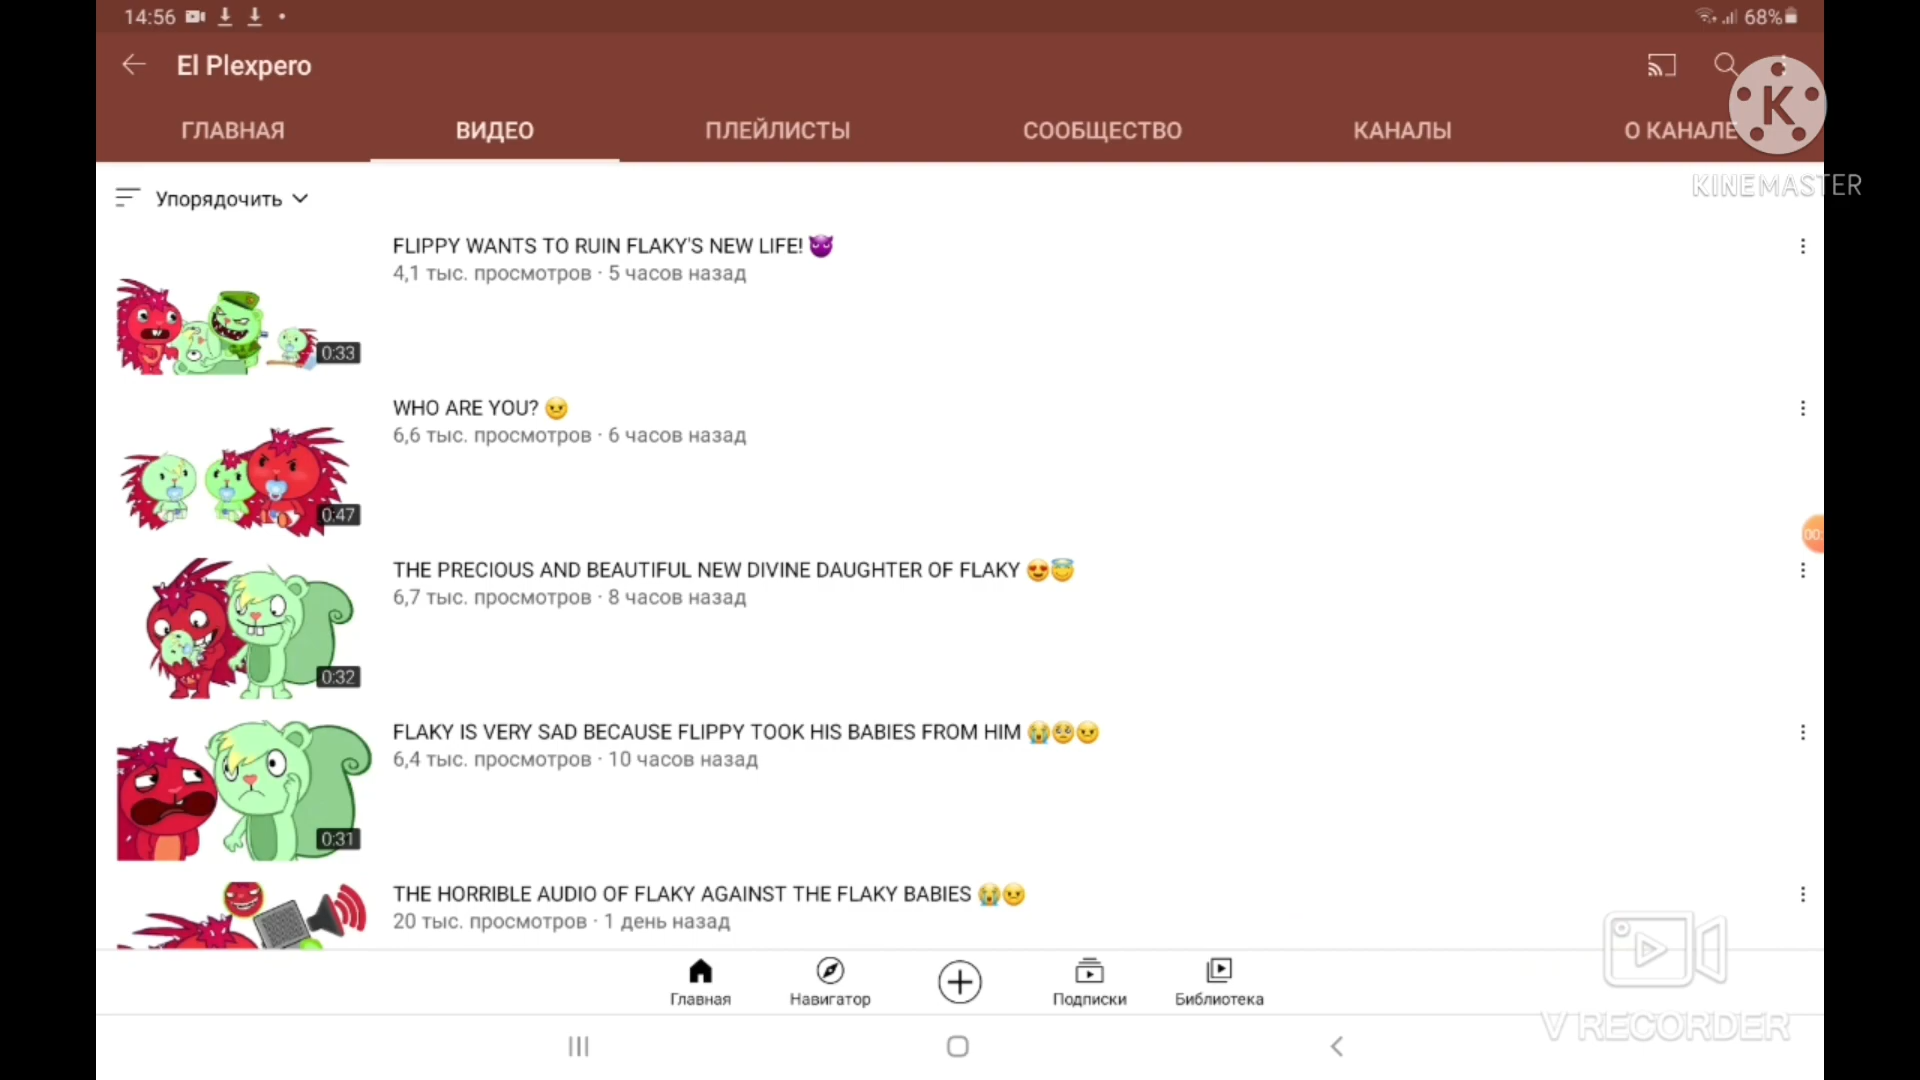 14:56
68%
El Plexpero
ГЛАВНАЯ
ВИДЕО
ПЛЕЙЛИСТЫ
СООБЩЕСТВО
КАНАЛЫ
О КАНАЛЕ
K
KINEMASTER
Упорядочить
FLIPPY WANTS TO RUIN FLAKY'S NEW LIFE! 😈
4,1 тыс. просмотров · 5 часов назад
0:33
WHO ARE YOU? 😠
6,6 тыс. просмотров · 6 часов назад
0:47
00:
THE PRECIOUS AND BEAUTIFUL NEW DIVINE DAUGHTER OF FLAKY 😍😇
6,7 тыс. просмотров · 8 часов назад
0:32
FLAKY IS VERY SAD BECAUSE FLIPPY TOOK HIS BABIES FROM HIM 😭🥺😠
6,4 тыс. просмотров · 10 часов назад
0:31
THE HORRIBLE AUDIO OF FLAKY AGAINST THE FLAKY BABIES 😭😠
20 тыс. просмотров · 1 день назад
Главная
Навигатор
Подписки
Библиотека
V RECORDER